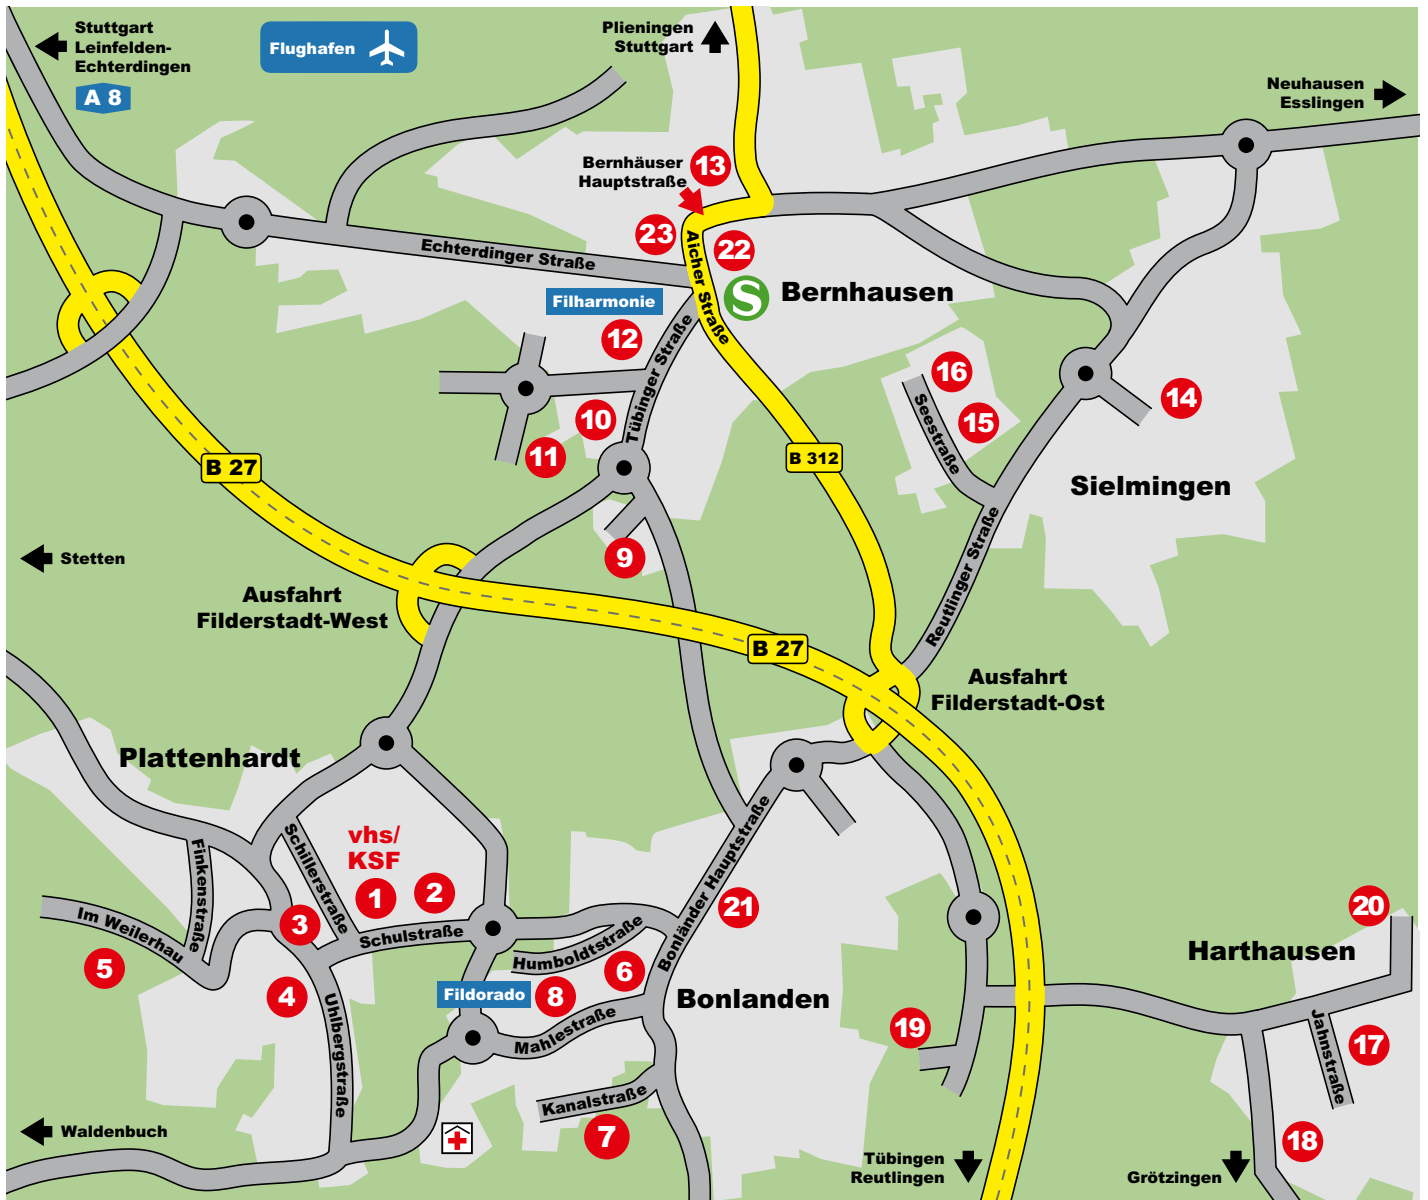 Stuttgart
Leinfelden-
Echterdingen
A 8
Flughafen
Plieningen
Stuttgart
Neuhausen
Esslingen
Bernhäuser
Hauptstraße
13
23
22
Echterdinger Straße
Aicher Straße
S
Bernhausen
Filharmonie
12
Tübinger Straße
16
15
14
Seestraße
10
11
B 27
B 312
Sielmingen
9
Stetten
Ausfahrt
Filderstadt-West
Reutlinger Straße
B 27
Ausfahrt
Filderstadt-Ost
Plattenhardt
vhs/
KSF
1
2
Schillerstraße
Finkenstraße
3
Im Weilerhau
5
4
Schulstraße
Uhlbergstraße
Humboldtstraße
6
Bonländer Hauptstraße
21
Fildorado
8
Mahlestraße
Bonlanden
Kanalstraße
7
19
20
Harthausen
Jahnstraße
17
18
Waldenbuch
Tübingen
Reutlingen
Grötzingen